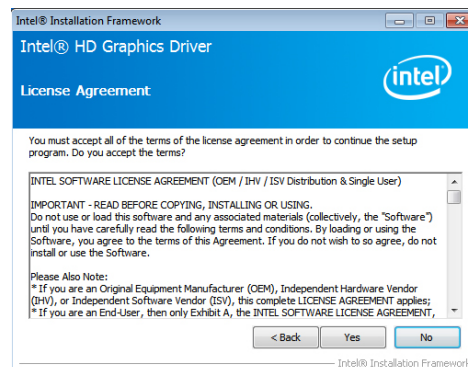 Intel® Installation Framework
Intel® HD Graphics Driver
intel
License Agreement
You must accept all of the terms of the license agreement in order to continue the setup
program. Do you accept the terms?
INTEL SOFTWARE LICENSE AGREEMENT (OEM / IHV / ISV Distribution & Single User)
IMPORTANT - READ BEFORE COPYING, INSTALLING OR USING.
Do not use or load this software and any associated materials (collectively, the "Software")
until you have carefully read the following terms and conditions. By loading or using the
Software, you agree to the terms of this Agreement. If you do not wish to so agree, do not
install or use the Software.
Please Also Note:
* If you are an Original Equipment Manufacturer (OEM), Independent Hardware Vendor
(IHV), or Independent Software Vendor (ISV), this complete LICENSE AGREEMENT applies;
* If you are an End-User, then only Exhibit A, the INTEL SOFTWARE LICENSE AGREEMENT,
< Back Yes No
Intel® Installation Framework